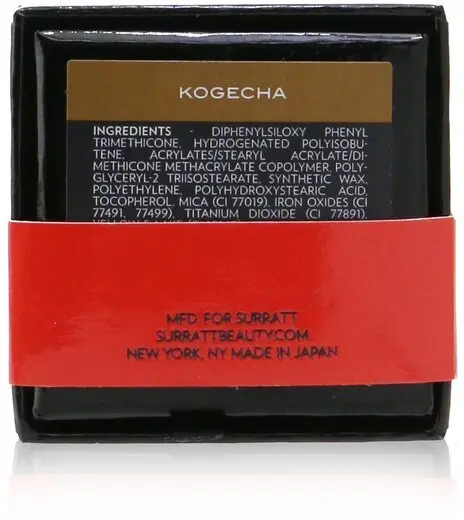 KOGECHA
INGREDIENTS - DIPHENYLSILOXY PHENYL
TRIMETHICONE, HYDROGENATED POLYISOBU-
TENE, ACRYLATES/STEARYL ACRYLATE/DI-
METHICONE METHACRYLATE COPOLYMER, POLY-
GLYCERYL-2 TRIISOSTEARATE, SYNTHETIC WAX,
POLYETHYLENE, POLYHYDROXYSTEARIC ACID,
TOCOPHEROL, MICA (CI 77019), IRON OXIDES (CI
77491, 77499), TITANIUM DIOXIDE (CI 77891),
MFD. FOR SURRATT
SURRATTBEAUTY.COM
NEW YORK, NY MADE IN JAPAN